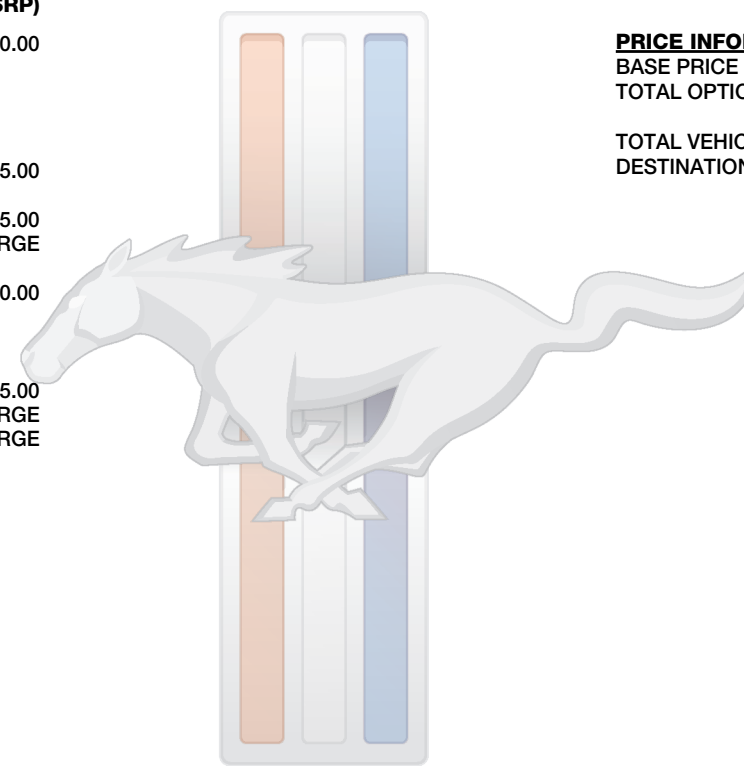 SRP)
0.00
5.00
5.00
RGE
0.00
5.00
RGE
RGE
PRICE INFO
BASE PRICE
TOTAL OPTIO
TOTAL VEHIC
DESTINATION